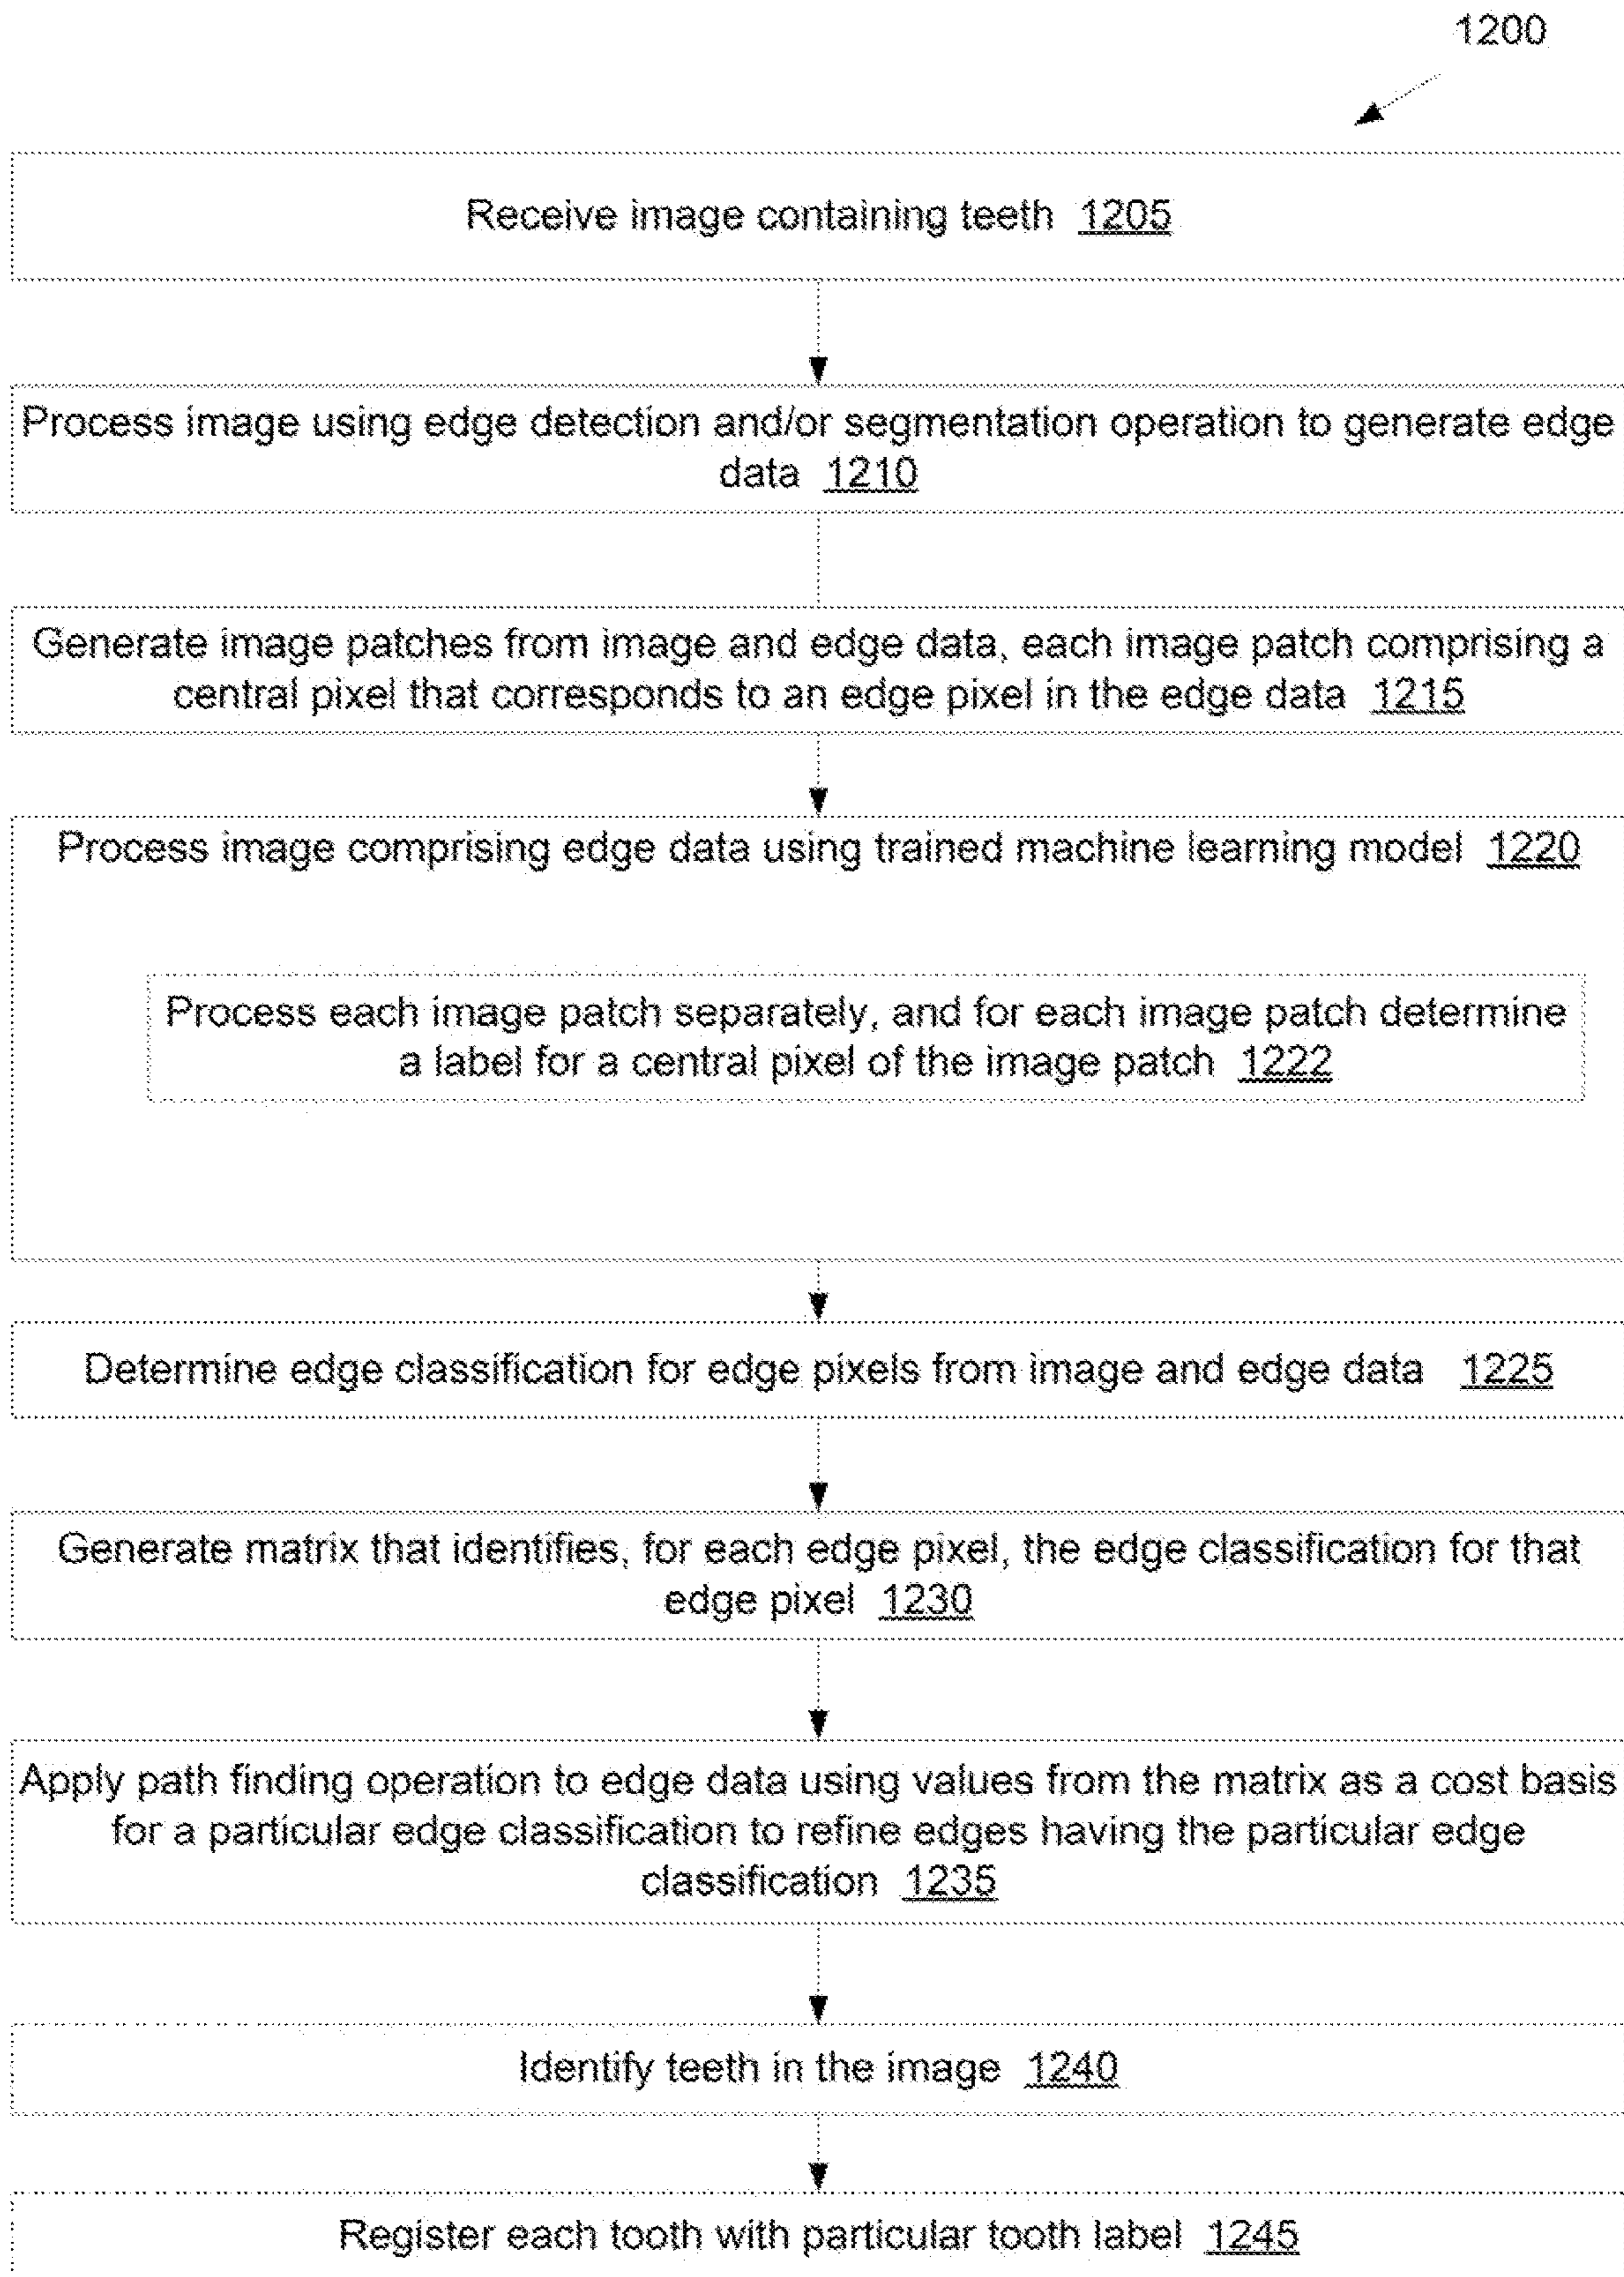 1200
Receive image containing teeth 1205
Process image using edge detection and/or segmentation operation to generate edge
data 1210
Generate image patches from image and edge data, each image patch comprising a
central pixel that corresponds to an edge pixel in the edge data 1215
Process image comprising edge data using trained machine learning model 1220
Process each image patch separately, and for each image patch determine
a label for a central pixel of the image patch 1222
Determine edge classification for edge pixels from image and edge data 1225
Generate matrix that identifies, for each edge pixel, the edge classification for that
edge pixel 1230
Apply path finding operation to edge data using values from the matrix as a cost basis
for a particular edge classification to refine edges having the particular edge
classification 1235
Identify teeth in the image 1240
Register each tooth with particular tooth label 1245